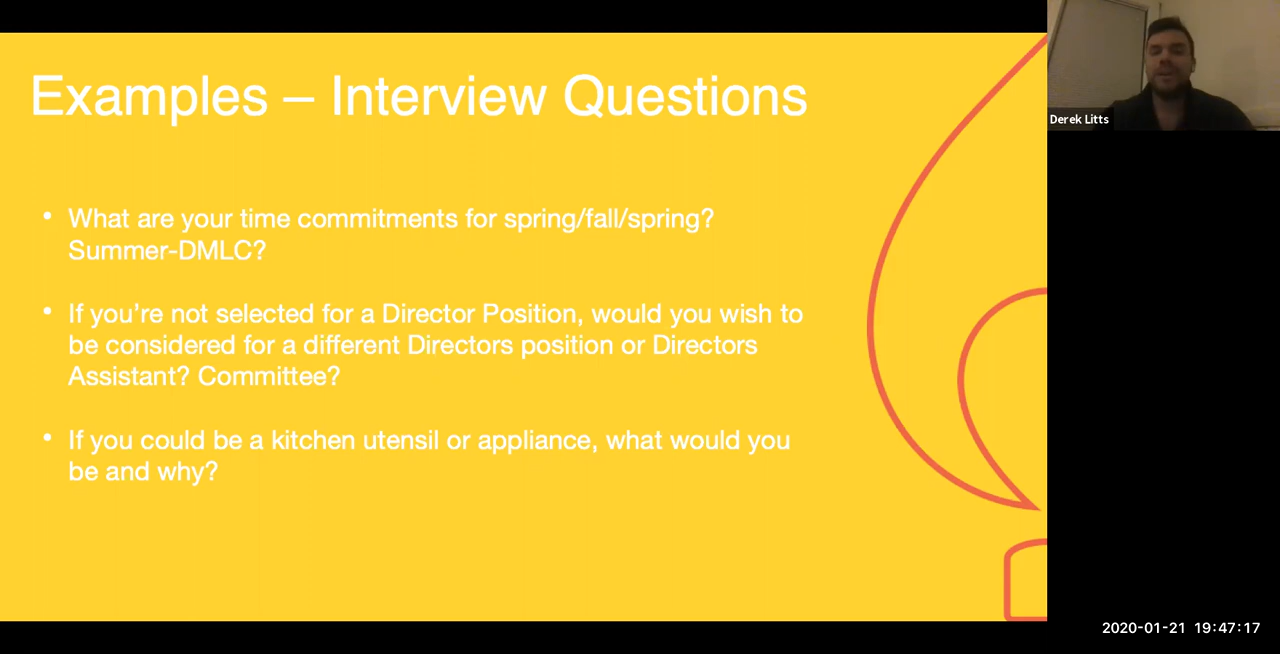 Examples – Interview Questions
• What are your time commitments for spring/fall/spring?
Summer-DMLC?
• If you’re not selected for a Director Position, would you wish to
be considered for a different Directors position or Directors
Assistant? Committee?
• If you could be a kitchen utensil or appliance, what would you
be and why?
Derek Litts
2020-01-21 19:47:17